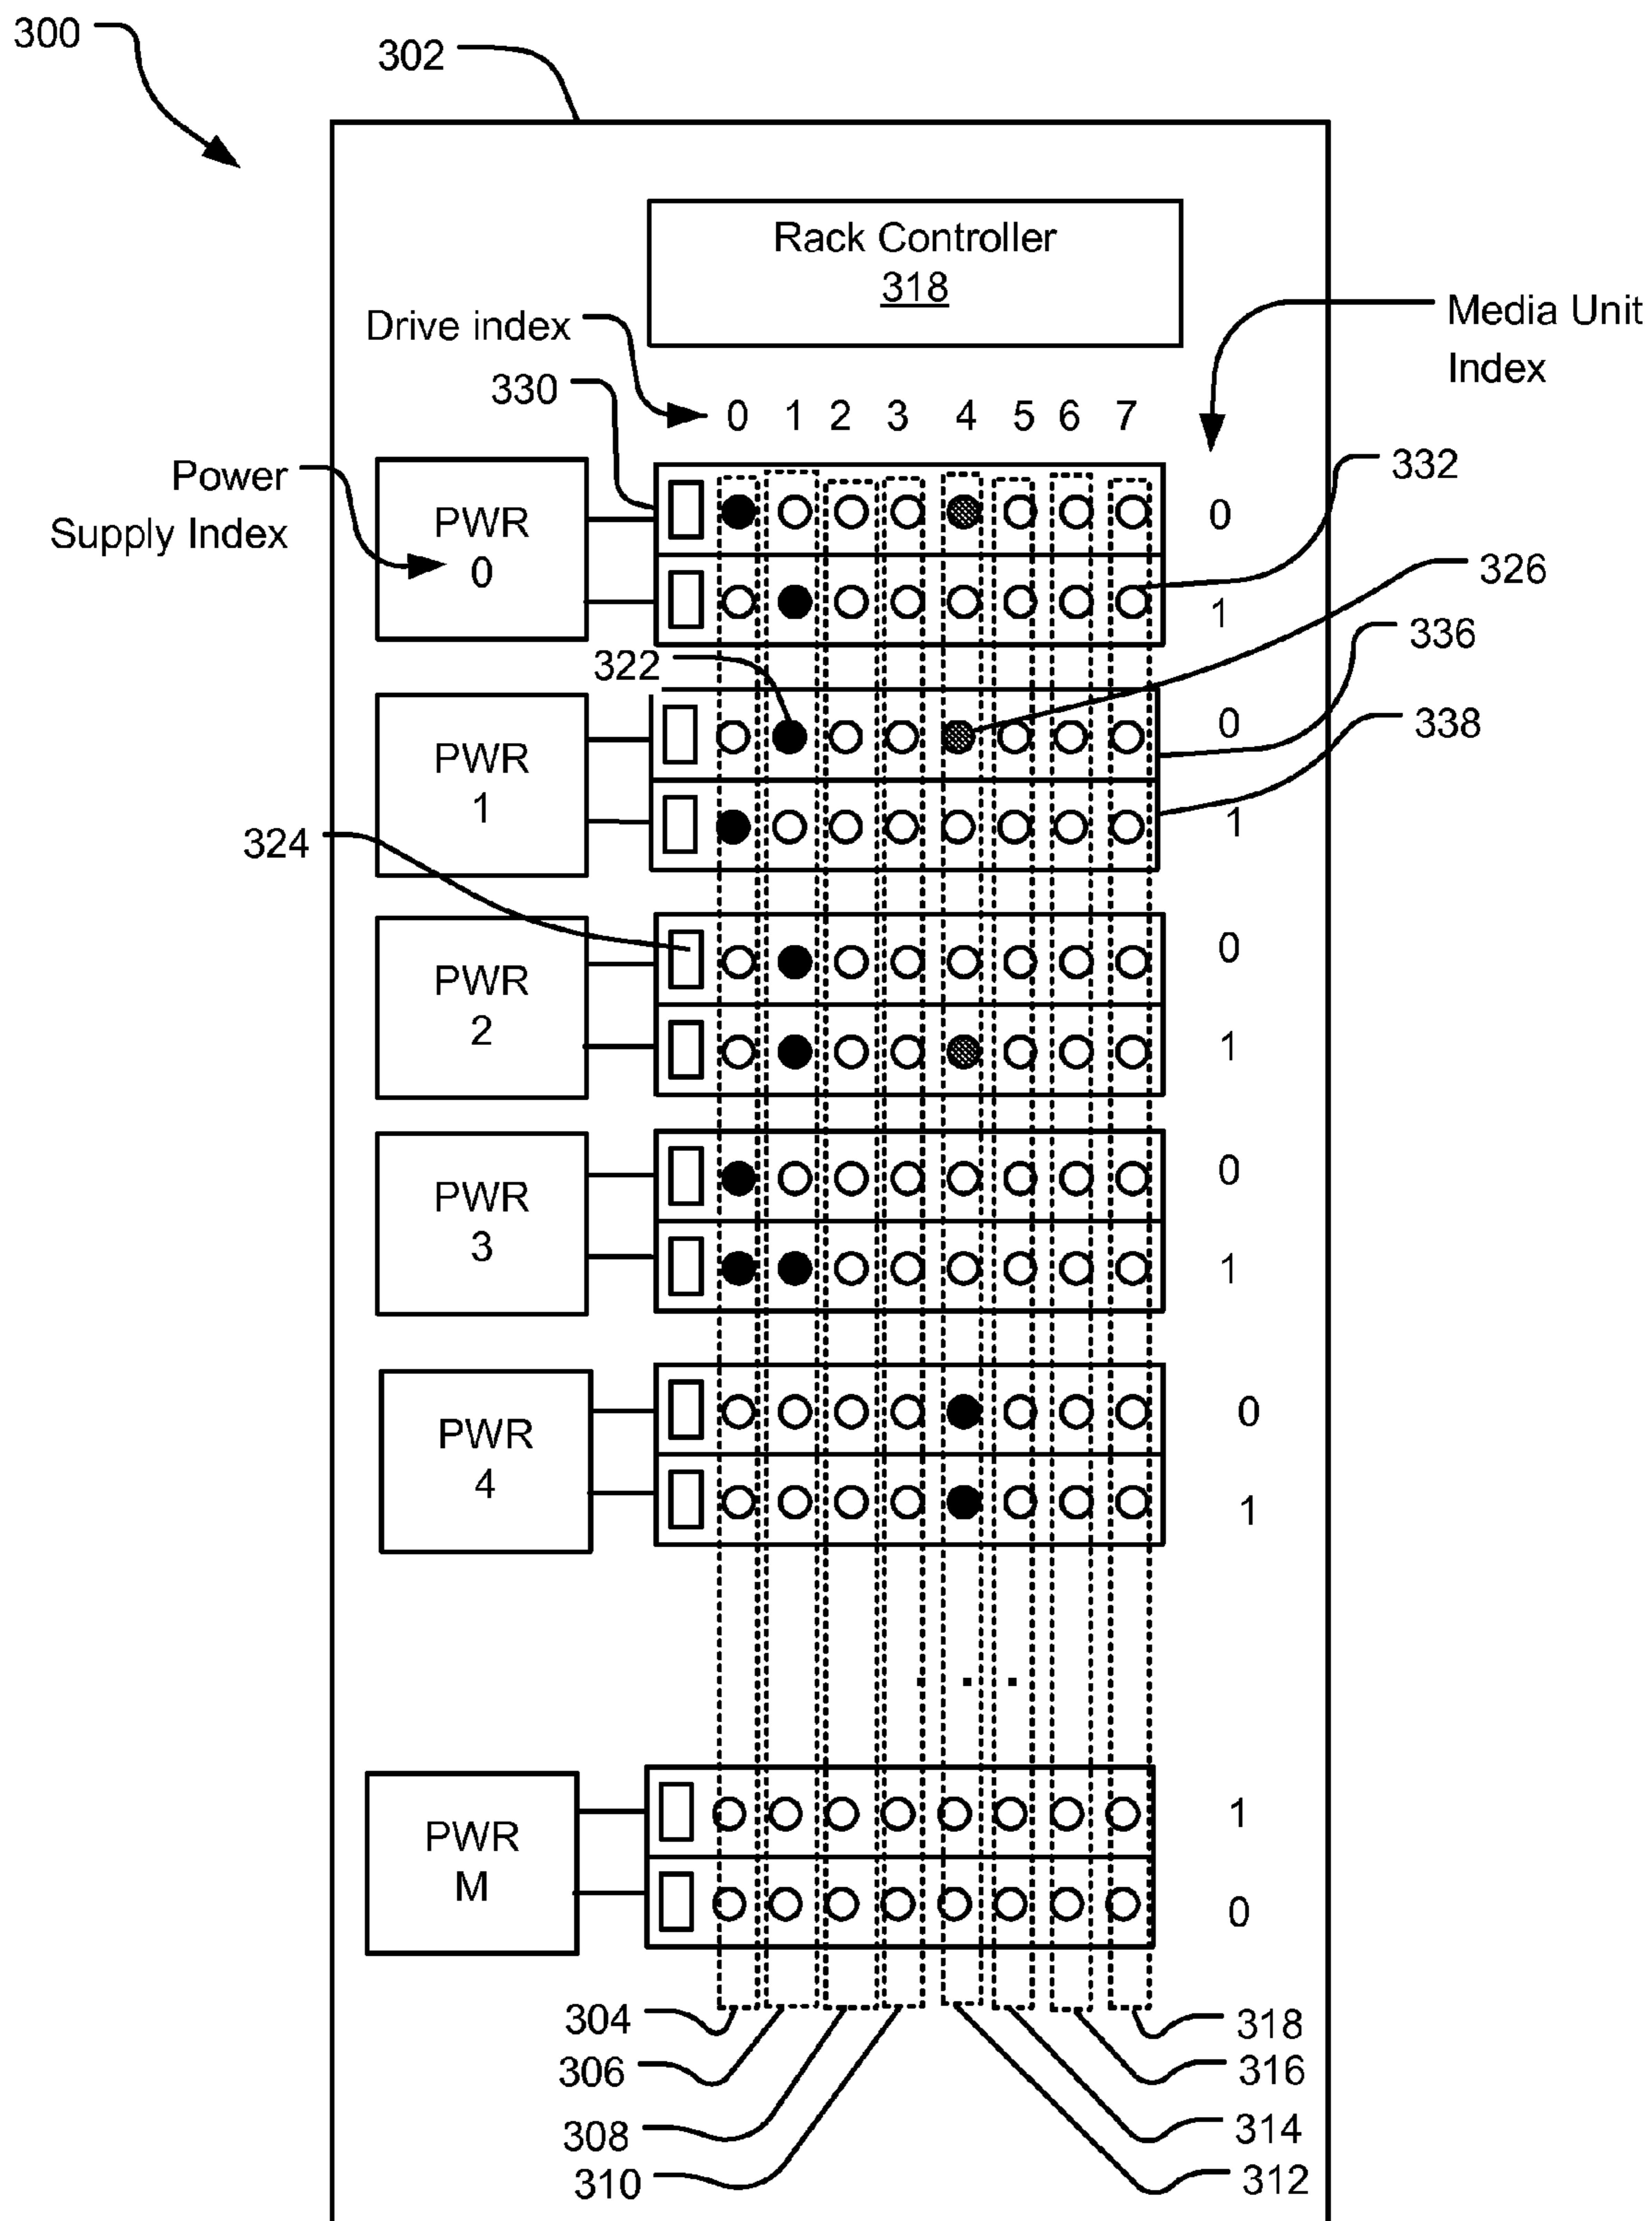 300
302
Rack Controller
318
Drive index
Media Unit
Index
330
0 1 2 3 4 5 6 7
332
Power
Supply Index
PWR
0
0
1
326
336
322
338
PWR
1
0
1
324
PWR
2
0
1
PWR
3
0
1
PWR
4
0
1
. . .
PWR
M
1
0
304
318
306
316
308
314
310
312